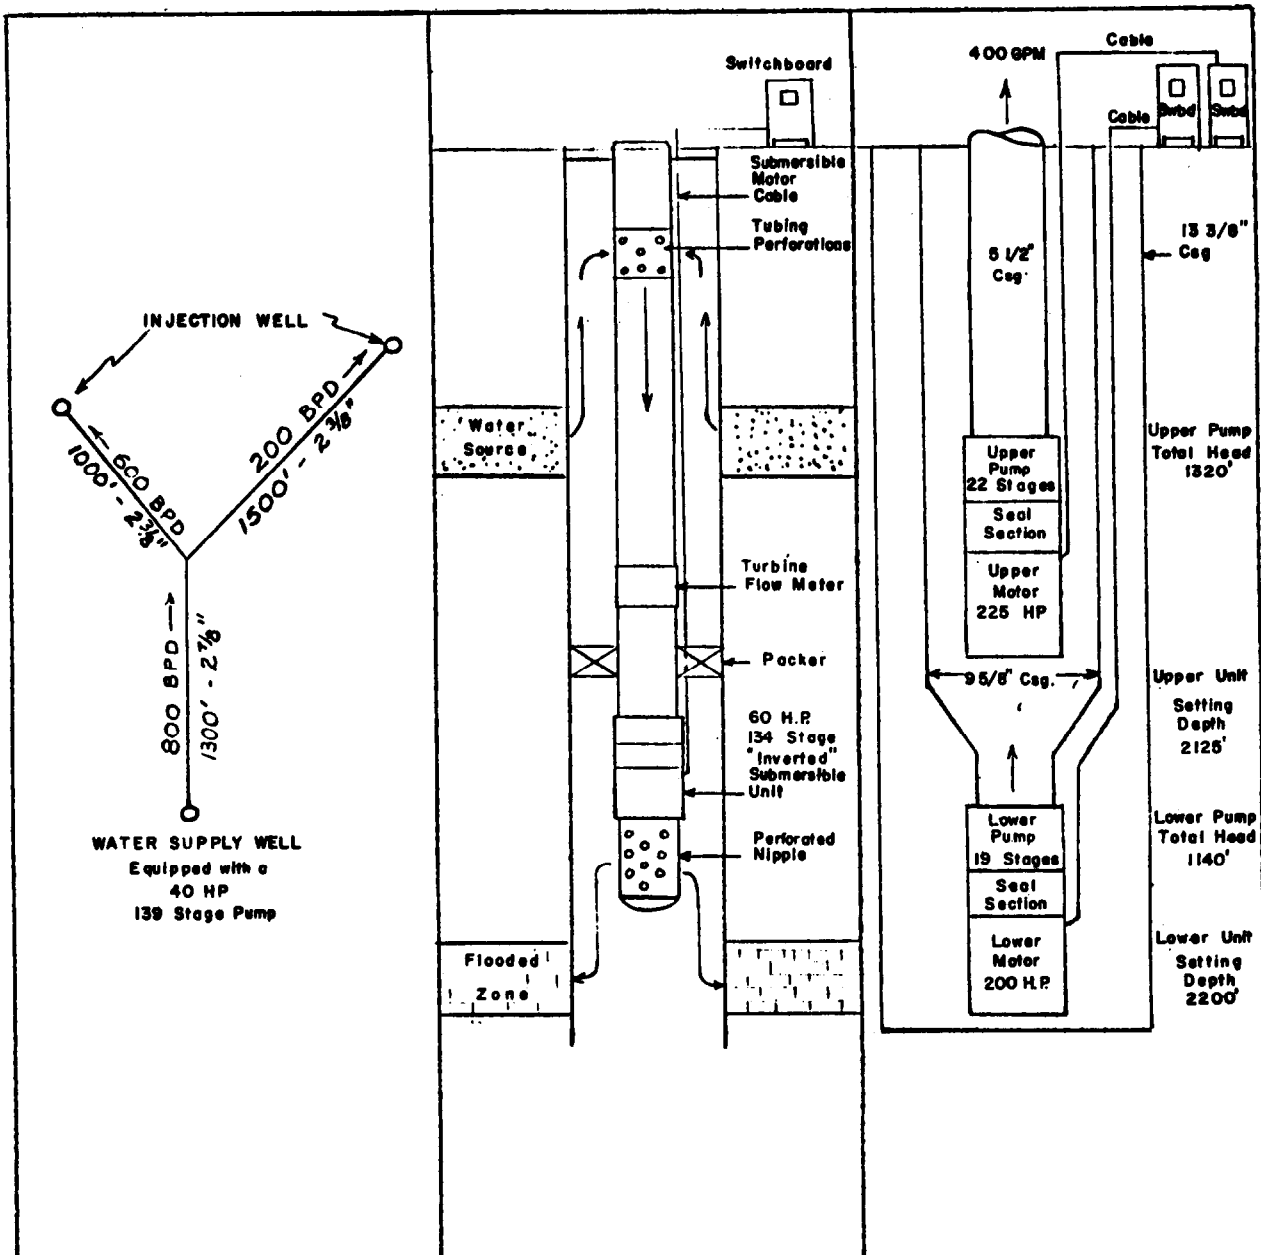 INJECTION WELL
600 BPD
1000' - 2 3/8"
200 BPD
1500' - 2 3/8"
800 BPD
1300' - 2 7/8"
WATER SUPPLY WELL
Equipped with a
40 HP
139 Stage Pump
Switchboard
Submersible
Motor
Cable
Tubing
Perforations
Water
Source
Turbine
Flow Meter
Packer
60 H.P.
134 Stage
"Inverted"
Submersible
Unit
Perforated
Nipple
Flooded
Zone
400 GPM
Cable
Cable
Swbd
Swbd
13 3/8"
Csg
5 1/2"
Csg
Upper
Pump
22 Stages
Seal
Section
Upper
Motor
225 HP
Upper Pump
Total Head
1320'
9 5/8" Csg.
Upper Unit
Setting
Depth
2125'
Lower
Pump
19 Stages
Seal
Section
Lower
Motor
200 H.P.
Lower Pump
Total Head
1140'
Lower Unit
Setting
Depth
2200'